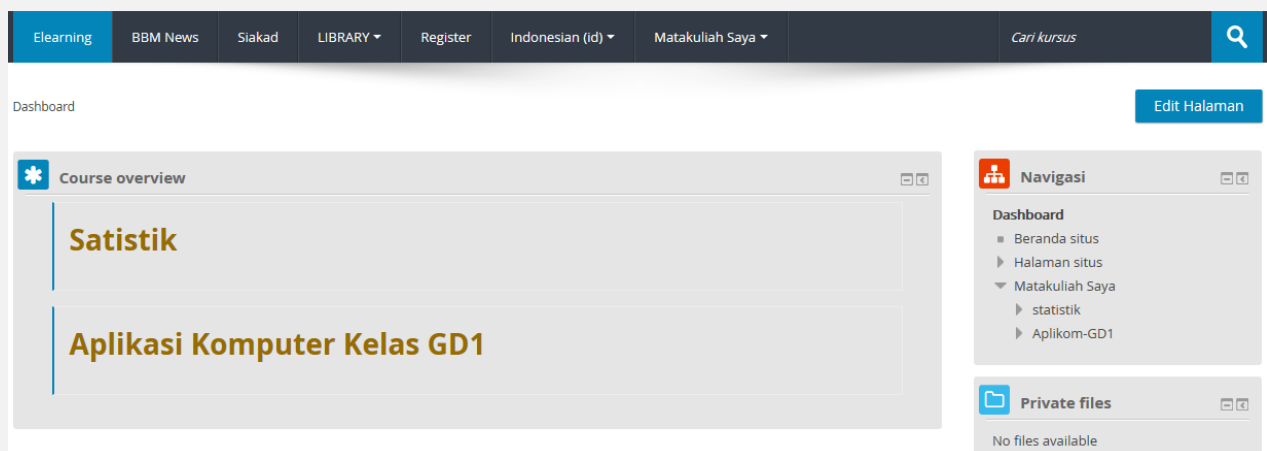 Elearning BBM News Siakad LIBRARY Register Indonesian (id) Matakuliah Saya Cari kursus
Dashboard Edit Halaman
Course overview
Satistik
Aplikasi Komputer Kelas GD1
Navigasi
Dashboard
Beranda situs
Halaman situs
Matakuliah Saya
statistik
Aplikom-GD1
Private files
No files available